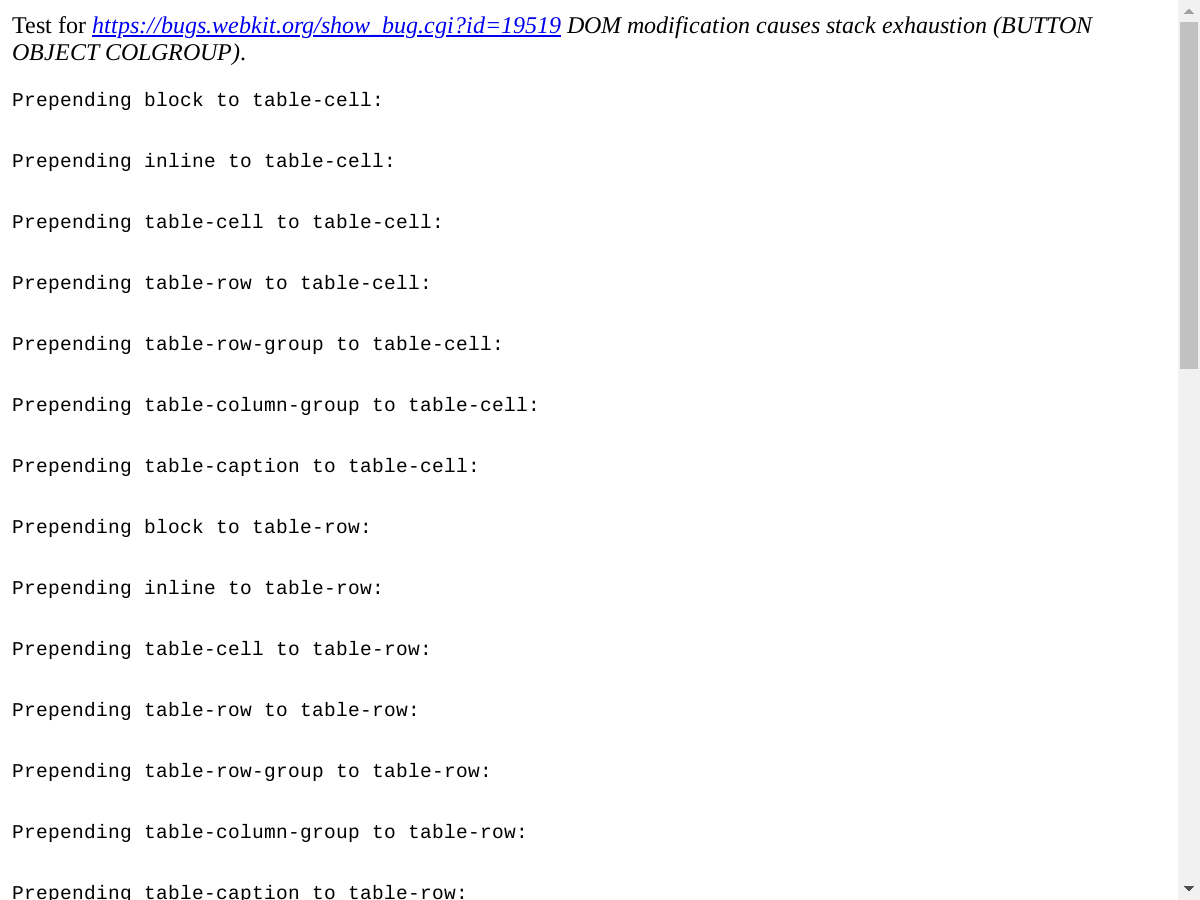 Test for https://bugs.webkit.org/show_bug.cgi?id=19519 DOM modification causes stack exhaustion (BUTTON
OBJECT COLGROUP).
Prepending block to table-cell:
Prepending inline to table-cell:
Prepending table-cell to table-cell:
Prepending table-row to table-cell:
Prepending table-row-group to table-cell:
Prepending table-column-group to table-cell:
Prepending table-caption to table-cell:
Prepending block to table-row:
Prepending inline to table-row:
Prepending table-cell to table-row:
Prepending table-row to table-row:
Prepending table-row-group to table-row:
Prepending table-column-group to table-row:
Prepending table-caption to table-row: